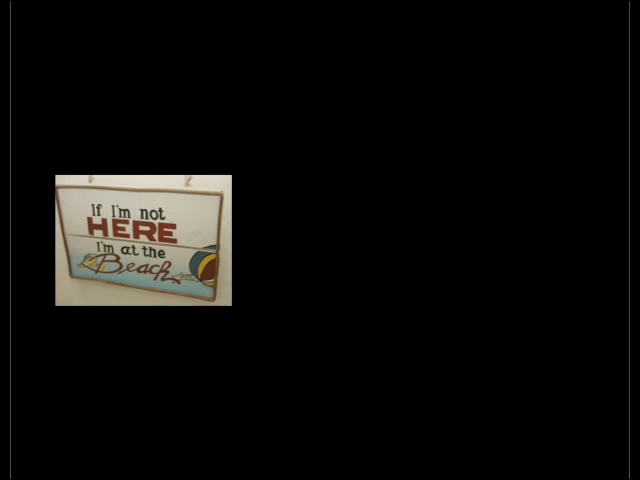 If I'm not
HERE
I'm at the
Beach